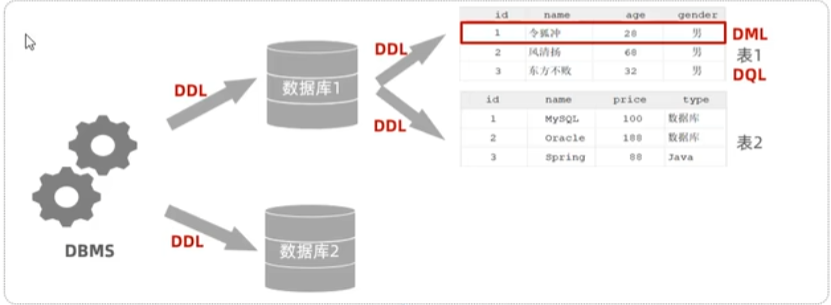 id name age gender
1 令狐冲 28 男
2 风清扬 68 男
3 东方不败 32 男
DML
表1
DQL
DDL
DDL
DDL
数据库1
id name price type
1 MySQL 100 数据库
2 Oracle 188 数据库
3 Spring 88 Java
表2
DBMS
DDL
数据库2